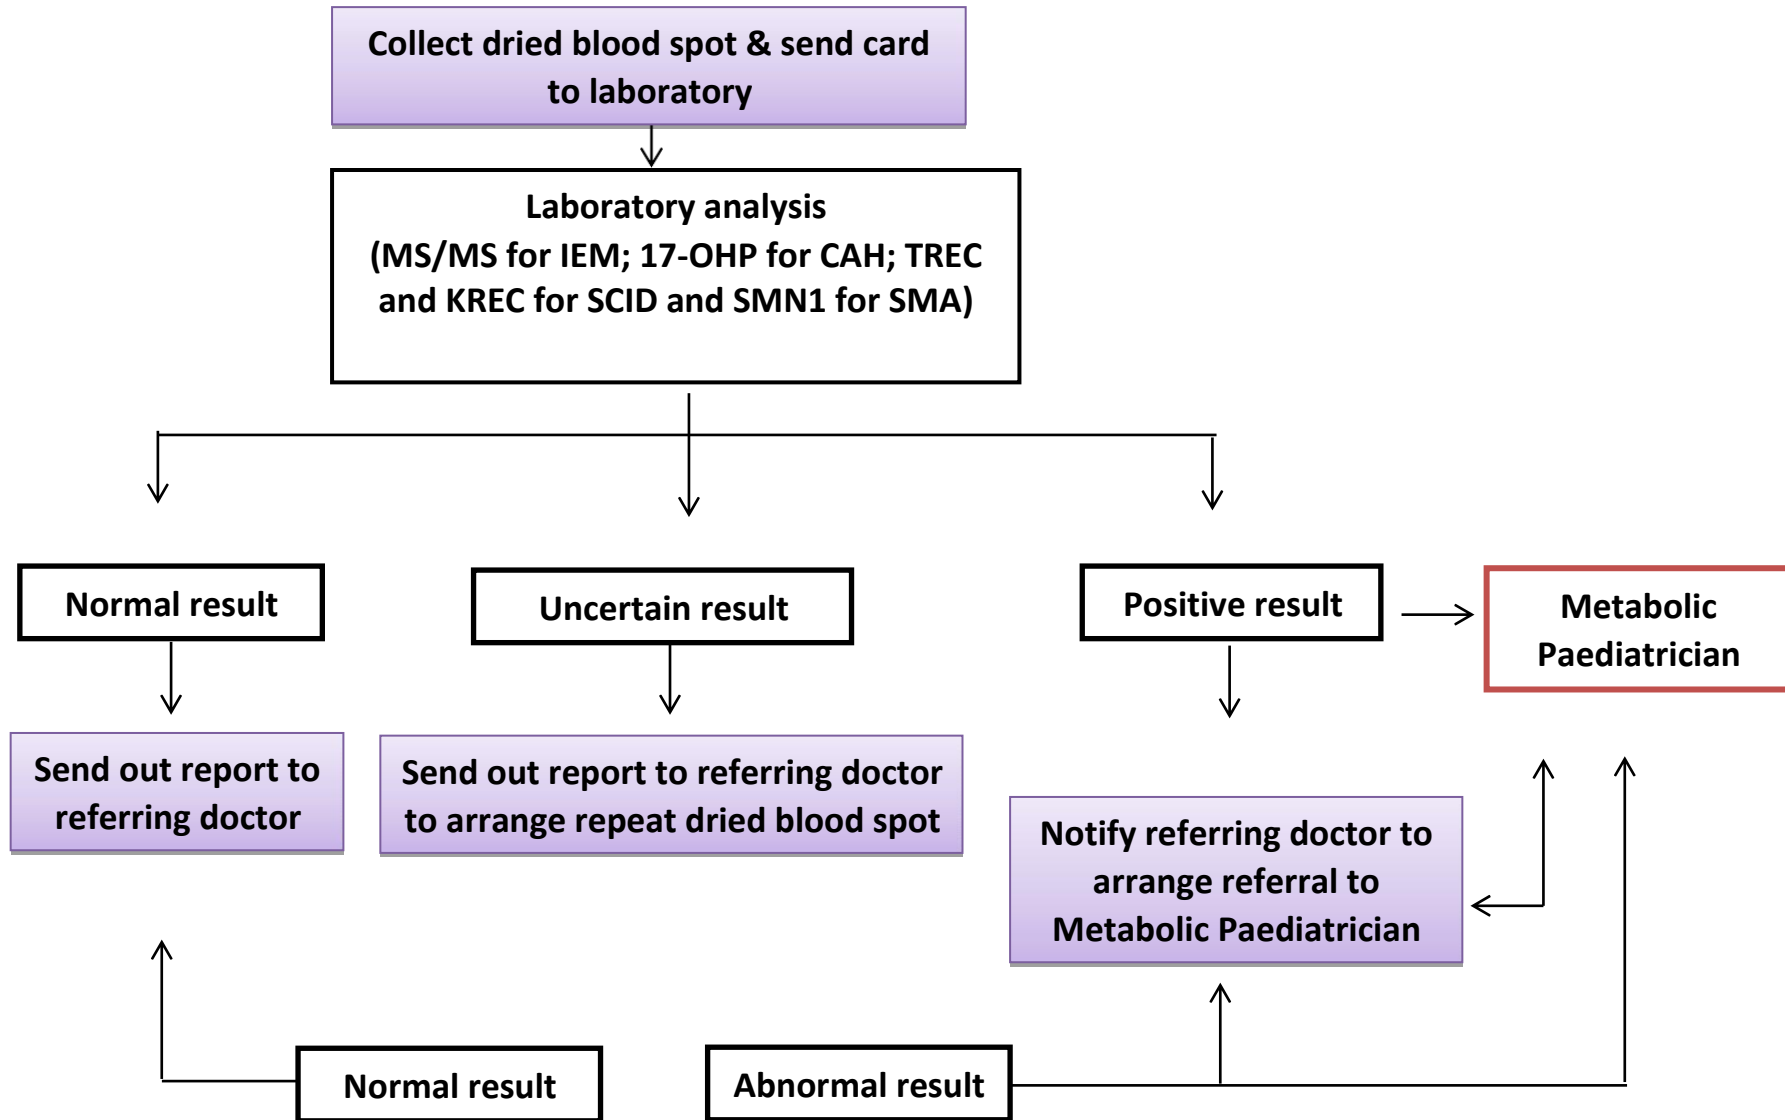 Collect dried blood spot & send card
to laboratory
Laboratory analysis
(MS/MS for IEM; 17-OHP for CAH; TREC
and KREC for SCID and SMN1 for SMA)
Normal result
Uncertain result
Positive result
Metabolic
Paediatrician
Send out report to
referring doctor
Send out report to referring doctor
to arrange repeat dried blood spot
Notify referring doctor to
arrange referral to
Metabolic Paediatrician
Normal result
Abnormal result